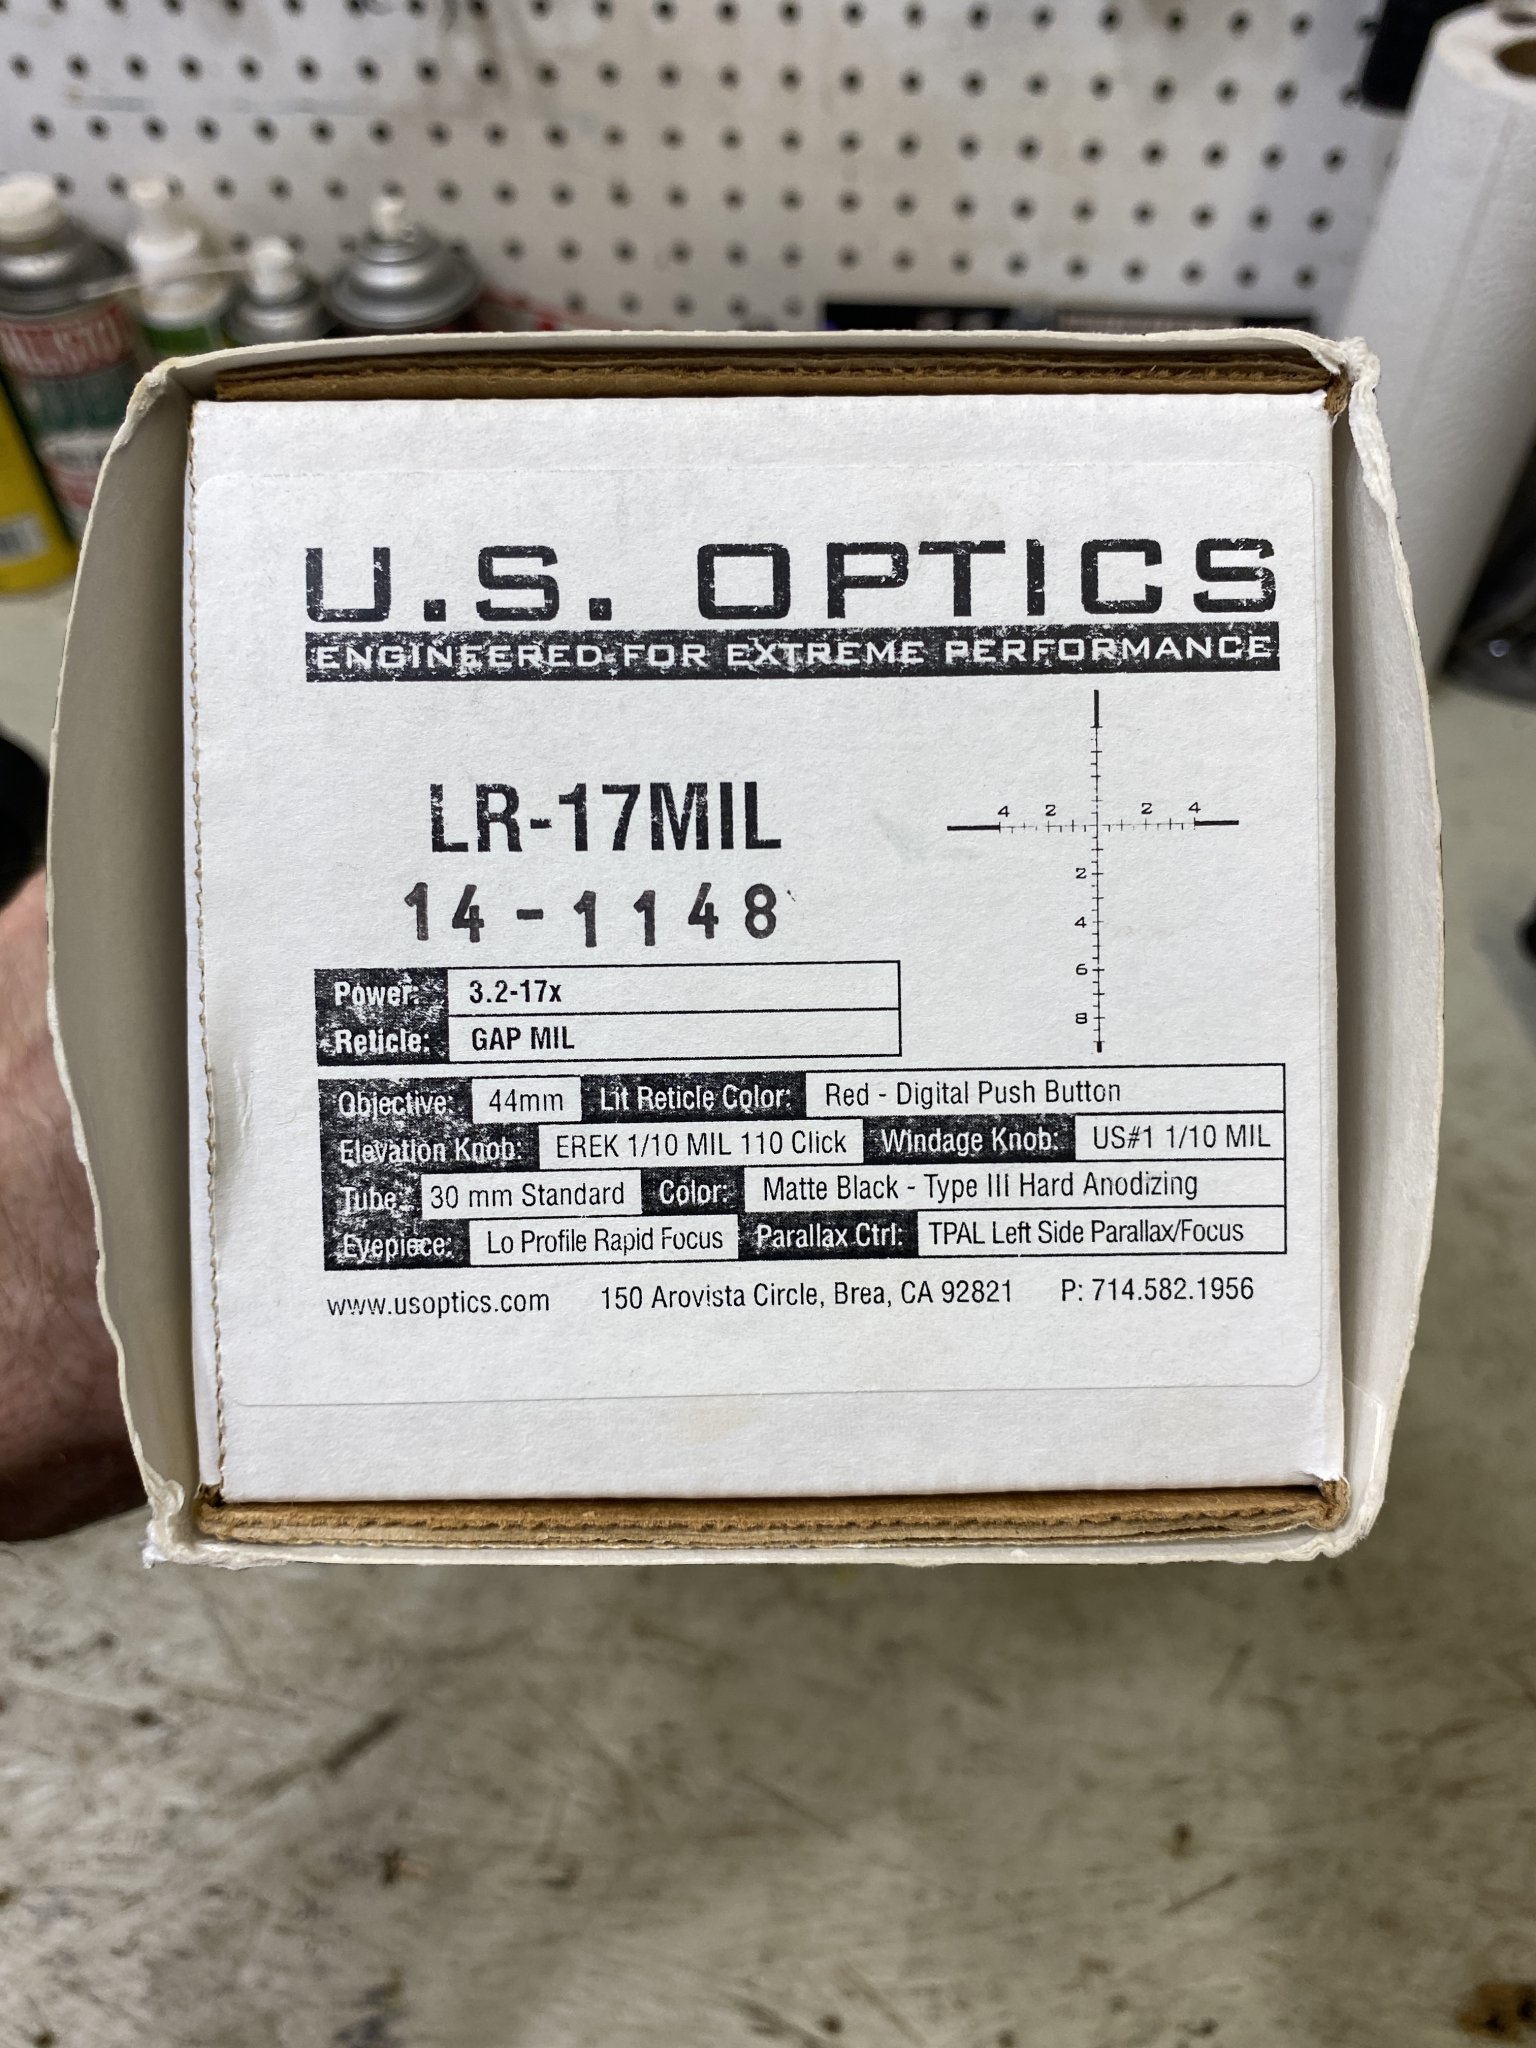 U.S. OPTICS
ENGINEERED FOR EXTREME PERFORMANCE
LR-17MIL
14-1148
4 2 2 4
2
4
6
8
Power: 3.2-17x
Reticle: GAP MIL
Objective: 44mm Lit Reticle Color: Red - Digital Push Button
Elevation Knob: EREK 1/10 MIL 110 Click Windage Knob: US#1 1/10 MIL
Tube: 30 mm Standard Color: Matte Black - Type III Hard Anodizing
Eyepiece: Lo Profile Rapid Focus Parallax Ctrl: TPAL Left Side Parallax/Focus
www.usoptics.com 150 Arovista Circle, Brea, CA 92821 P: 714.582.1956